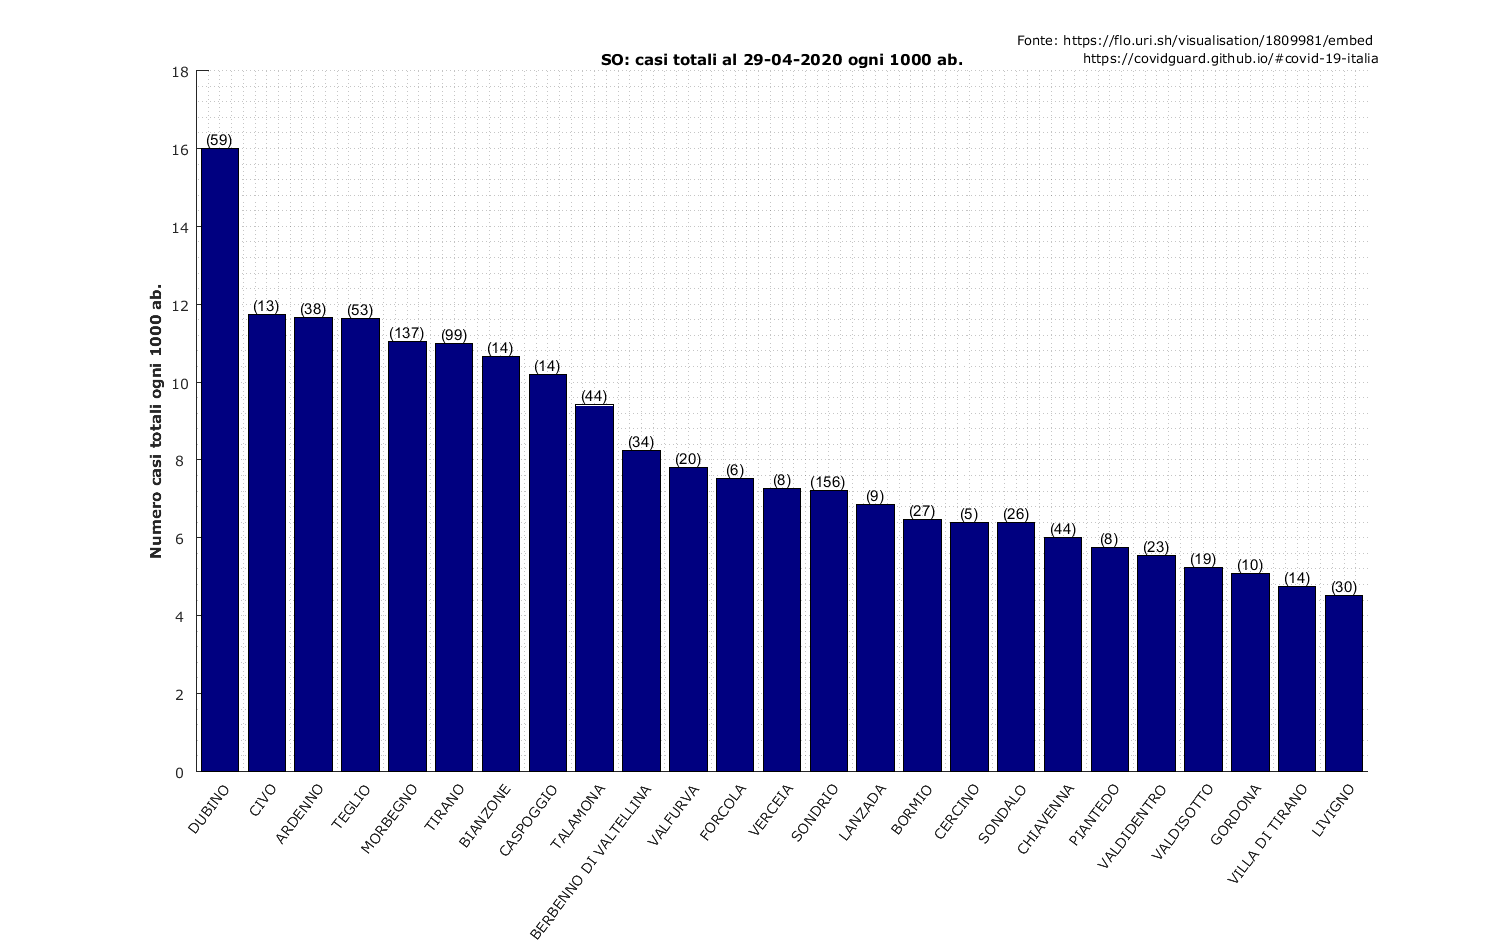 Fonte: https://flo.uri.sh/visualisation/1809981/embed
https://covidguard.github.io/#covid-19-italia
SO: casi totali al 29-04-2020 ogni 1000 ab.
Numero casi totali ogni 1000 ab.
18
16
14
12
10
8
6
4
2
0
(59)
(13)
(38)
(53)
(137)
(99)
(14)
(14)
(44)
(34)
(20)
(6)
(8)
(156)
(9)
(27)
(5)
(26)
(44)
(8)
(23)
(19)
(10)
(14)
(30)
DUBINO
CIVO
ARDENNO
TEGLIO
MORBEGNO
TIRANO
BIANZONE
CASPOGGIO
TALAMONA
BERBENNO DI VALTELLINA
VALFURVA
FORCOLA
VERCEIA
SONDRIO
LANZADA
BORMIO
CERCINO
SONDALO
CHIAVENNA
PIANTEDO
VALDIDENTRO
VALDISOTTO
GORDONA
VILLA DI TIRANO
LIVIGNO